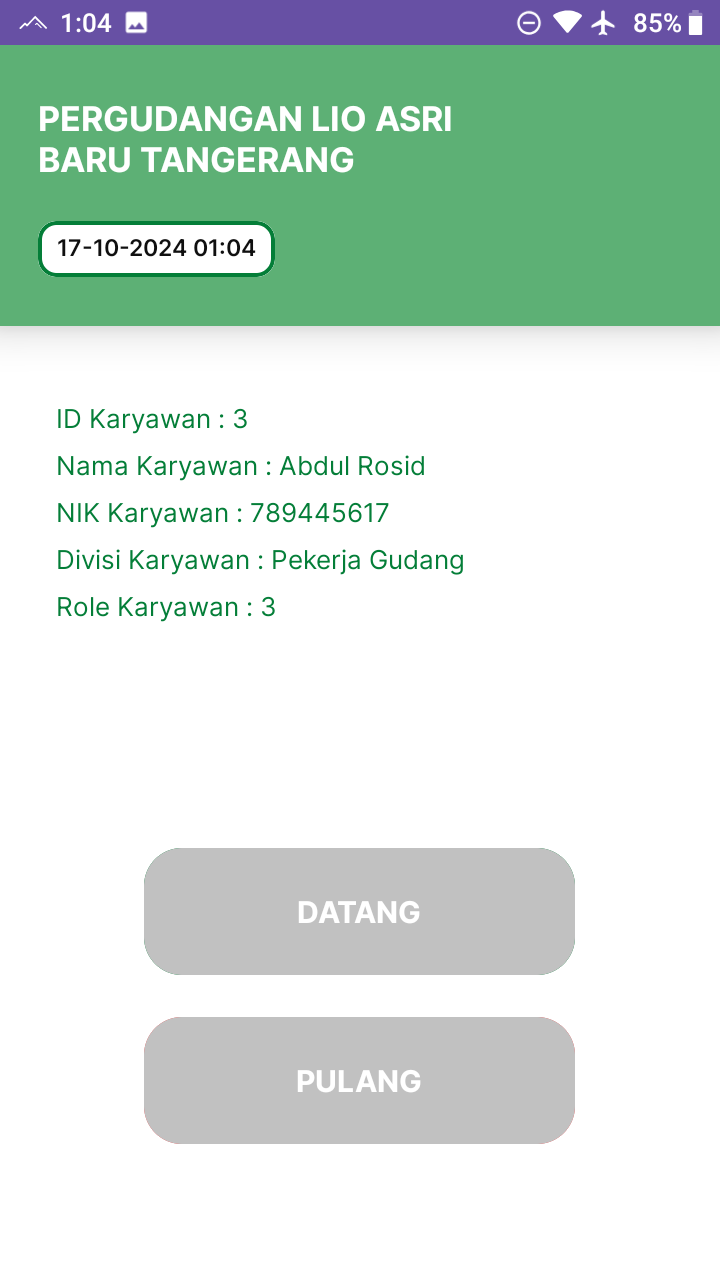 1:04
85%
PERGUDANGAN LIO ASRI
BARU TANGERANG
17-10-2024 01:04
ID Karyawan : 3
Nama Karyawan : Abdul Rosid
NIK Karyawan : 789445617
Divisi Karyawan : Pekerja Gudang
Role Karyawan : 3
DATANG
PULANG